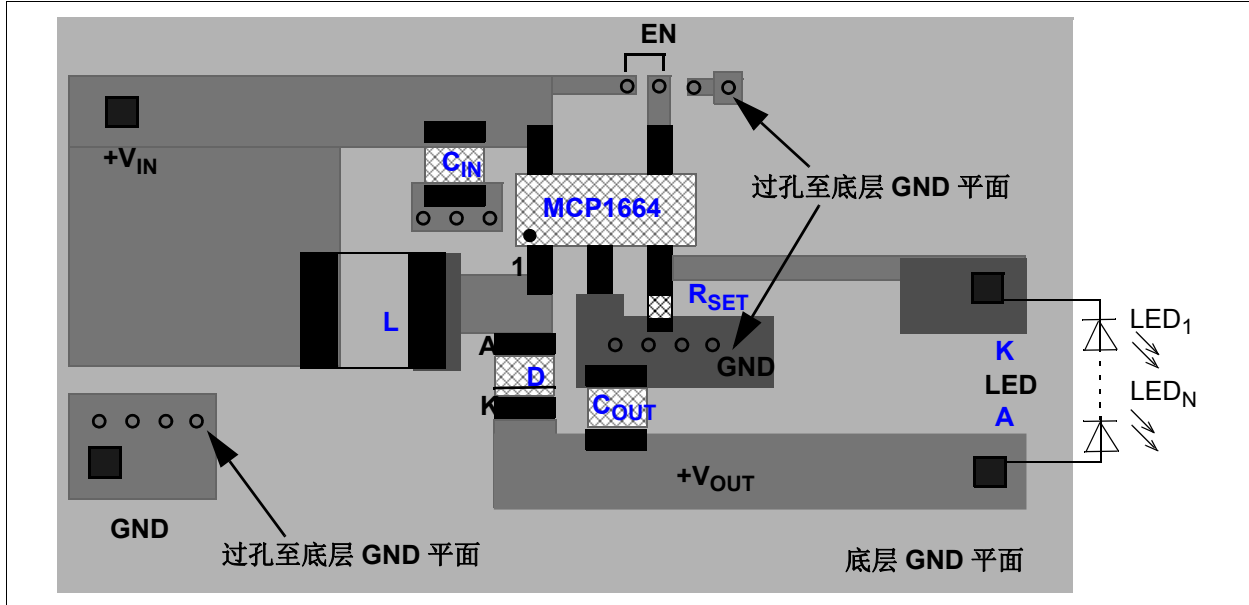 EN
+VIN
CIN
过孔至底层 GND 平面
MCP1664
1
RSET
L
A
K
D
COUT
GND
K
LED
A
LED1
LEDN
+VOUT
GND
过孔至底层 GND 平面
底层 GND 平面